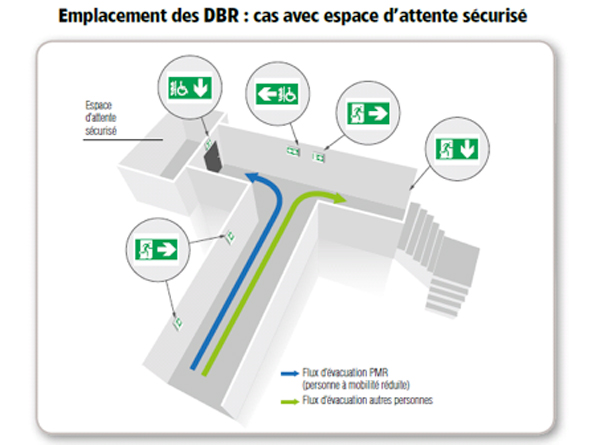 Emplacement des DBR : cas avec espace d'attente sécurisé
Espace
d'attente
sécurisé
Flux d'évacuation PMR
(personne à mobilité réduite)
Flux d'évacuation autres personnes